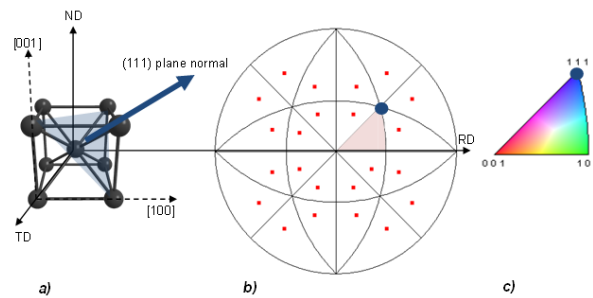 ND
[001]
(111) plane normal
[100]
TD
a)
RD
b)
1 1 1
0 0 1
1 0
c)